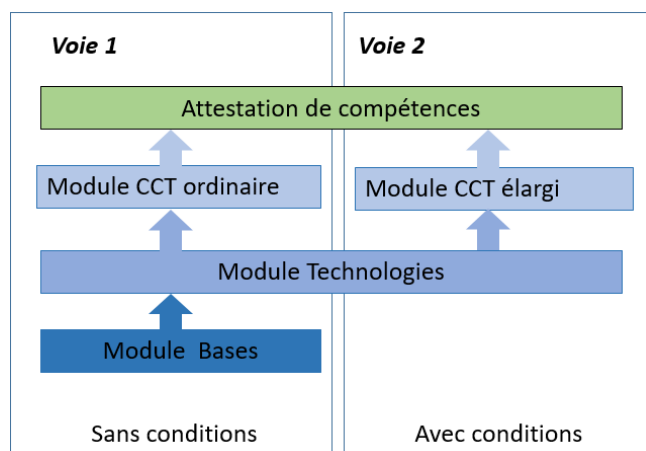 Voie 1
Voie 2
Attestation de compétences
Module CCT ordinaire
Module CCT élargi
Module Technologies
Module Bases
Sans conditions
Avec conditions